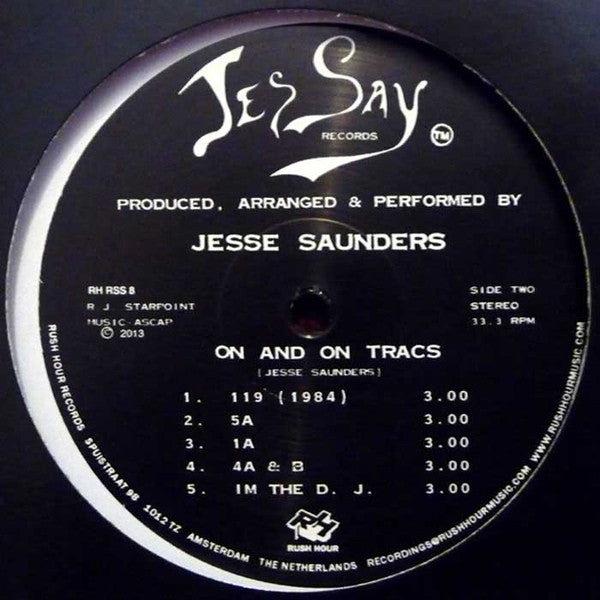 JES SAY
RECORDS
TM
PRODUCED, ARRANGED & PERFORMED BY
JESSE SAUNDERS
RH RSS 8
R J STARPOINT
MUSIC-ASCAP
© 2013
SIDE TWO
STEREO
33.3 RPM
ON AND ON TRACS
[JESSE SAUNDERS]
1. 119 (1984) 3.00
2. 5A 3.00
3. 1A 3.00
4. 4A & B 3.00
5. IM THE D. J. 3.00
RH
RUSH HOUR
RUSH HOUR RECORDS SPUISTRAAT 98 1012 TZ AMSTERDAM THE NETHERLANDS RECORDINGS@RUSHHOURMUSIC.COM WWW.RUSHHOURMUSIC.COM